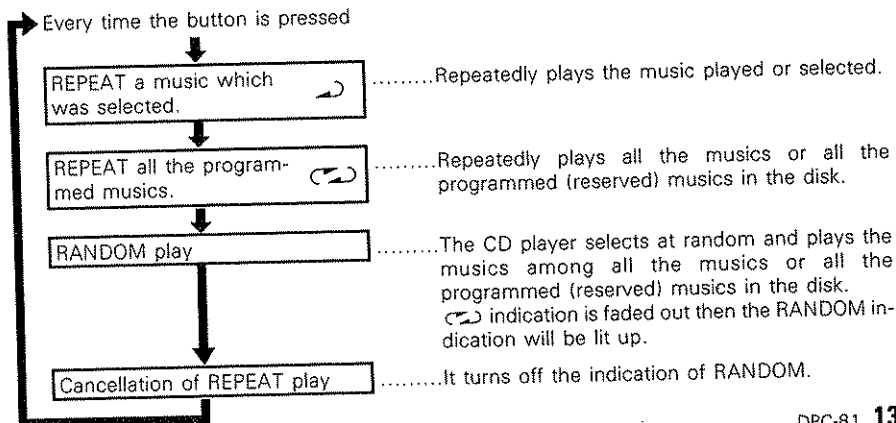 Every time the button is pressed
REPEAT a music which
was selected.
.........Repeatedly plays the music played or selected.
REPEAT all the program-
med musics.
.........Repeatedly plays all the musics or all the
programmed (reserved) musics in the disk.
RANDOM play
.........The CD player selects at random and plays the
musics among all the musics or all the
programmed (reserved) musics in the disk.
indication is faded out then the RANDOM in-
dication will be lit up.
Cancellation of REPEAT play
.........It turns off the indication of RANDOM.
DPC-81 13